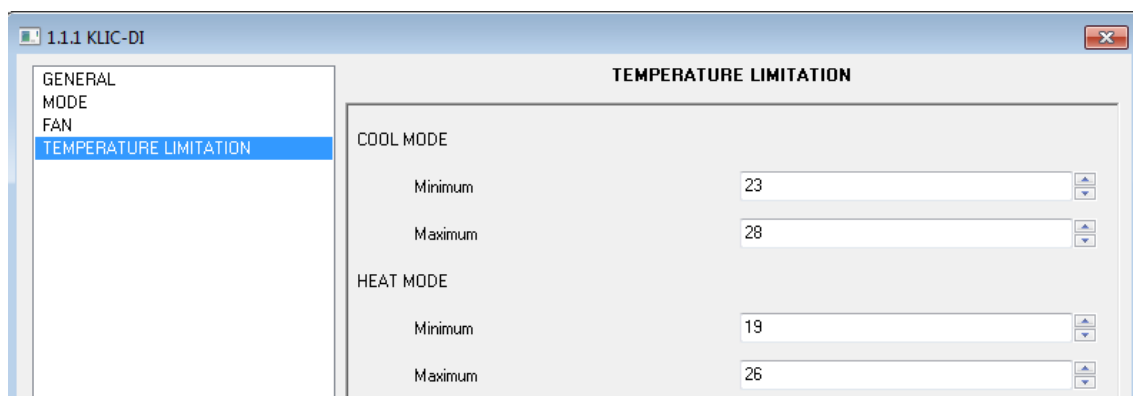 1.1.1 KLIC-DI
GENERAL
MODE
FAN
TEMPERATURE LIMITATION
TEMPERATURE LIMITATION
COOL MODE
Minimum 23
Maximum 28
HEAT MODE
Minimum 19
Maximum 26